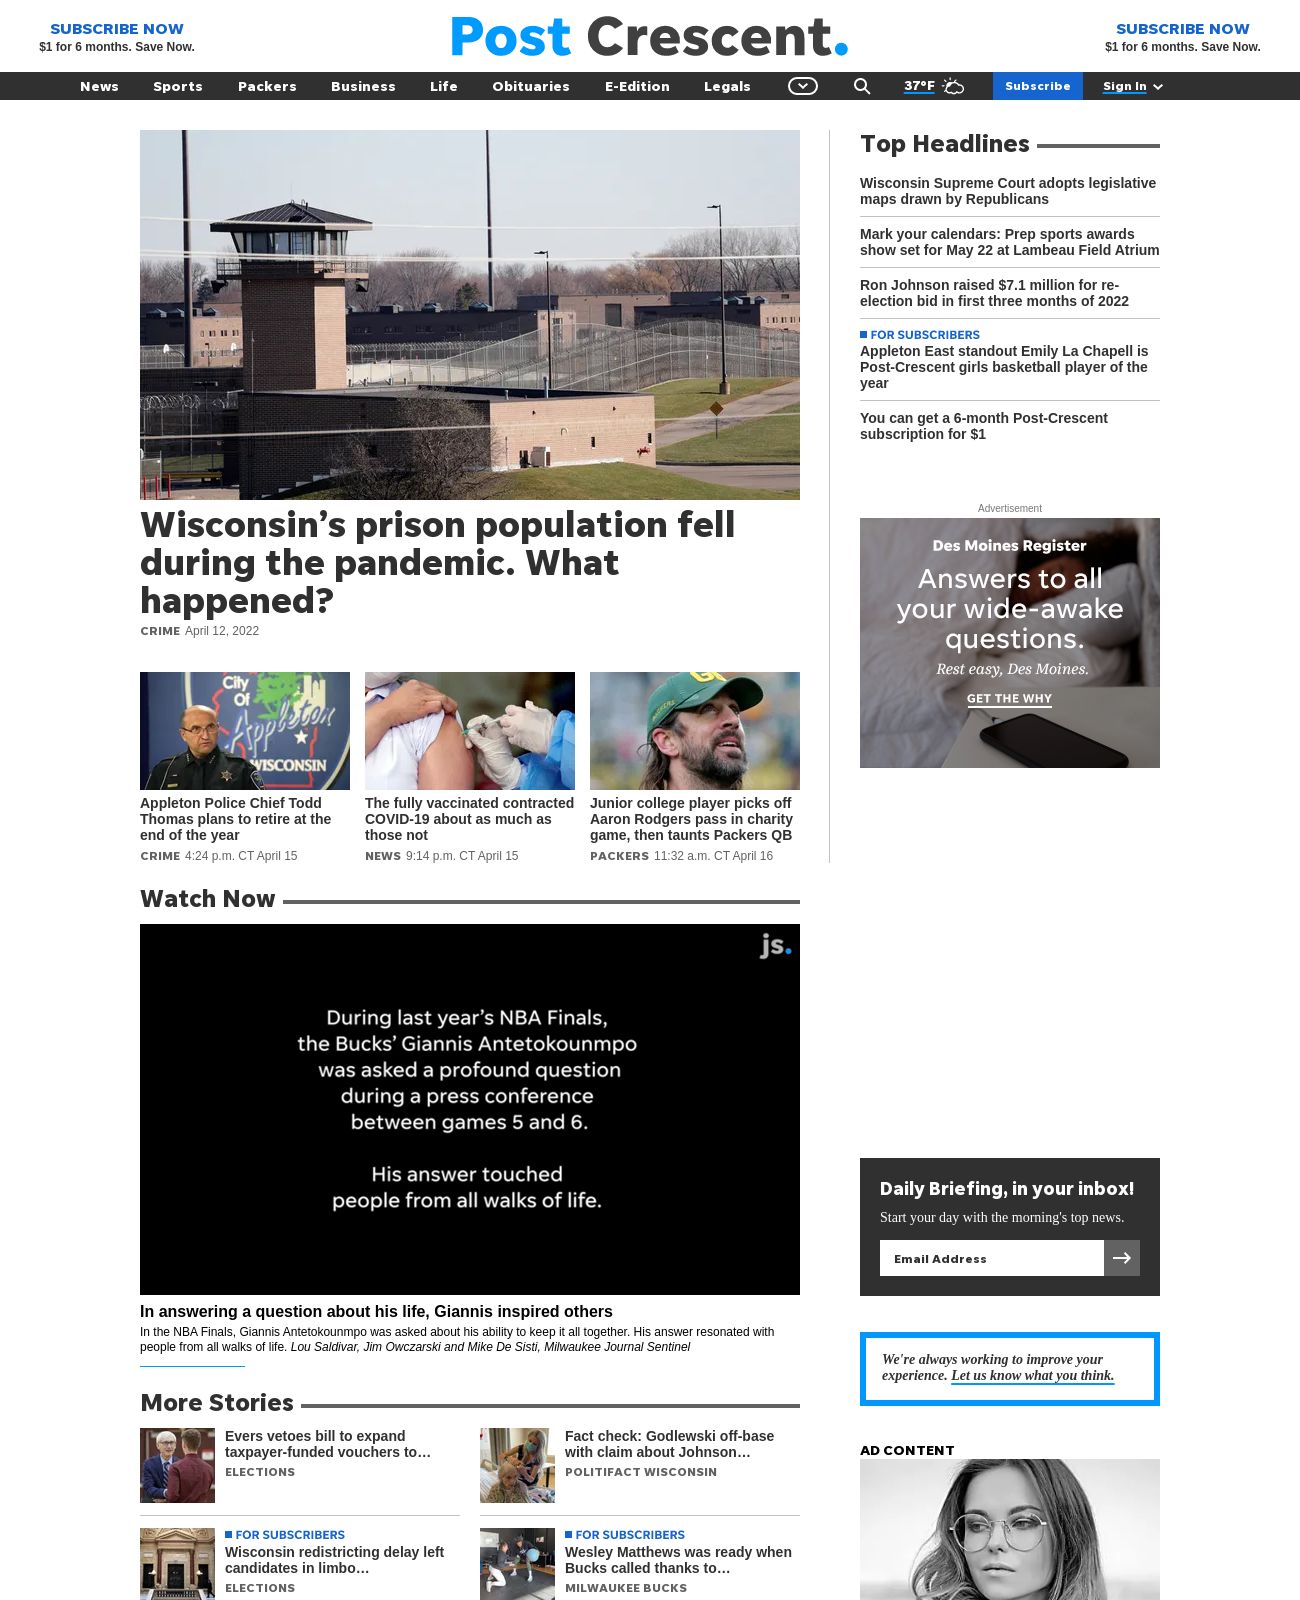 SUBSCRIBE NOW
$1 for 6 months. Save Now.
Post Crescent.
SUBSCRIBE NOW
$1 for 6 months. Save Now.
News Sports Packers Business Life Obituaries E-Edition Legals 37°F Subscribe Sign In
Wisconsin’s prison population fell
during the pandemic. What
happened?
CRIME April 12, 2022
City
Of
Appleton
WISCONSIN
Appleton Police Chief Todd
Thomas plans to retire at the
end of the year
CRIME 4:24 p.m. CT April 15
The fully vaccinated contracted
COVID-19 about as much as
those not
NEWS 9:14 p.m. CT April 15
Junior college player picks off
Aaron Rodgers pass in charity
game, then taunts Packers QB
PACKERS 11:32 a.m. CT April 16
Top Headlines
Wisconsin Supreme Court adopts legislative
maps drawn by Republicans
Mark your calendars: Prep sports awards
show set for May 22 at Lambeau Field Atrium
Ron Johnson raised $7.1 million for re-
election bid in first three months of 2022
FOR SUBSCRIBERS
Appleton East standout Emily La Chapell is
Post-Crescent girls basketball player of the
year
You can get a 6-month Post-Crescent
subscription for $1
Advertisement
Des Moines Register
Answers to all
your wide-awake
questions.
Rest easy, Des Moines.
GET THE WHY
Watch Now
js.
During last year’s NBA Finals,
the Bucks’ Giannis Antetokounmpo
was asked a profound question
during a press conference
between games 5 and 6.
His answer touched
people from all walks of life.
In answering a question about his life, Giannis inspired others
In the NBA Finals, Giannis Antetokounmpo was asked about his ability to keep it all together. His answer resonated with
people from all walks of life. Lou Saldivar, Jim Owczarski and Mike De Sisti, Milwaukee Journal Sentinel
Daily Briefing, in your inbox!
Start your day with the morning's top news.
Email Address
We're always working to improve your
experience. Let us know what you think.
More Stories
Evers vetoes bill to expand
taxpayer-funded vouchers to…
ELECTIONS
Fact check: Godlewski off-base
with claim about Johnson…
POLITIFACT WISCONSIN
FOR SUBSCRIBERS
Wisconsin redistricting delay left
candidates in limbo…
ELECTIONS
FOR SUBSCRIBERS
Wesley Matthews was ready when
Bucks called thanks to…
MILWAUKEE BUCKS
AD CONTENT